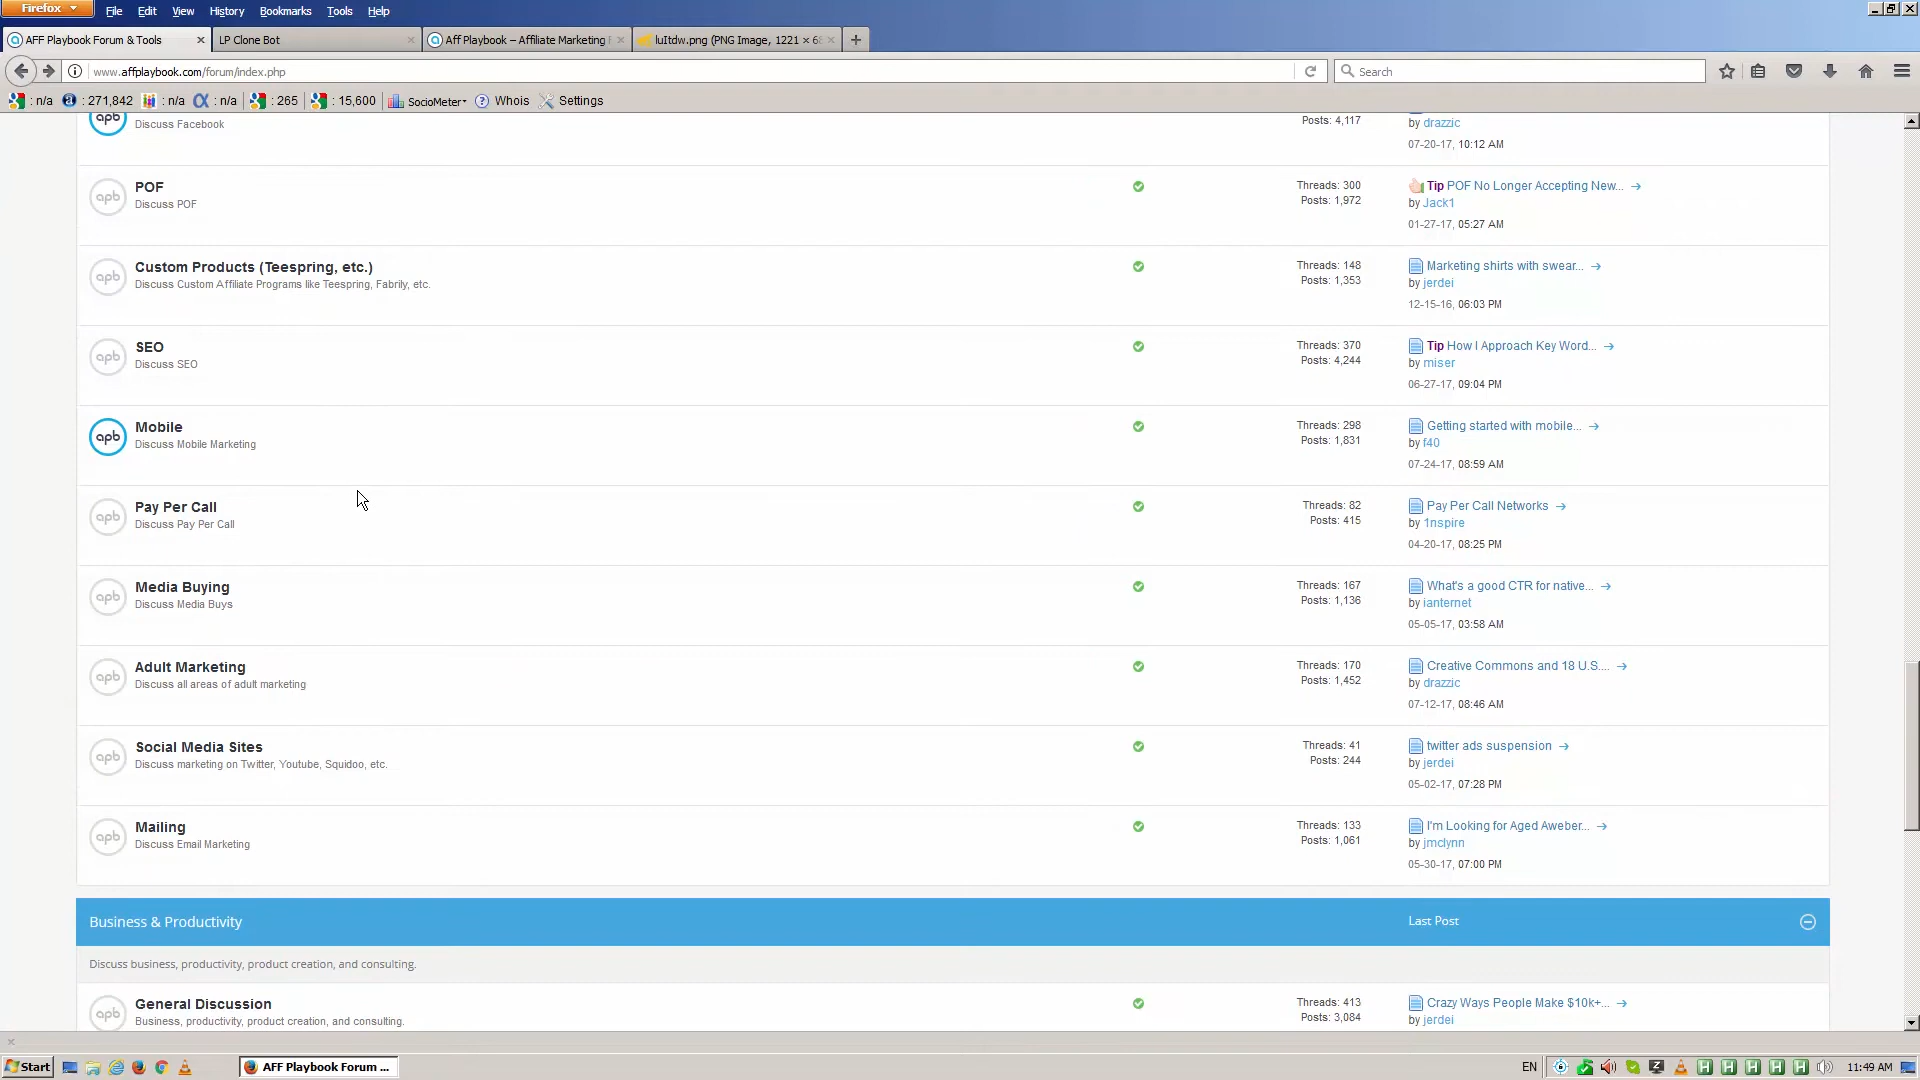 Firefox
File Edit View History Bookmarks Tools Help
AFF Playbook Forum & Tools
LP Clone Bot
Aff Playbook – Affiliate Marketing
luItdw.png (PNG Image, 1221 × 68
www.affplaybook.com/forum/index.php
Search
: n/a : 271,842 : n/a : n/a : 265 : 15,600 SocioMeter Whois Settings
apb
Discuss Facebook
Posts: 4,117
by drazzic
07-20-17, 10:12 AM
apb
POF
Discuss POF
Threads: 300
Posts: 1,972
Tip POF No Longer Accepting New...
by Jack1
01-27-17, 05:27 AM
apb
Custom Products (Teespring, etc.)
Discuss Custom Affiliate Programs like Teespring, Fabrily, etc.
Threads: 148
Posts: 1,353
Marketing shirts with swear...
by jerdei
12-15-16, 06:03 PM
apb
SEO
Discuss SEO
Threads: 370
Posts: 4,244
Tip How I Approach Key Word...
by miser
06-27-17, 09:04 PM
apb
Mobile
Discuss Mobile Marketing
Threads: 298
Posts: 1,831
Getting started with mobile...
by f40
07-24-17, 08:59 AM
apb
Pay Per Call
Discuss Pay Per Call
Threads: 82
Posts: 415
Pay Per Call Networks
by 1nspire
04-20-17, 08:25 PM
apb
Media Buying
Discuss Media Buys
Threads: 167
Posts: 1,136
What's a good CTR for native...
by ianternet
05-05-17, 03:58 AM
apb
Adult Marketing
Discuss all areas of adult marketing
Threads: 170
Posts: 1,452
Creative Commons and 18 U.S....
by drazzic
07-12-17, 08:46 AM
apb
Social Media Sites
Discuss marketing on Twitter, Youtube, Squidoo, etc.
Threads: 41
Posts: 244
twitter ads suspension
by jerdei
05-02-17, 07:28 PM
apb
Mailing
Discuss Email Marketing
Threads: 133
Posts: 1,061
I'm Looking for Aged Aweber...
by jmclynn
05-30-17, 07:00 PM
Business & Productivity
Last Post
Discuss business, productivity, product creation, and consulting.
apb
General Discussion
Business, productivity, product creation, and consulting.
Threads: 413
Posts: 3,084
Crazy Ways People Make $10k+...
by jerdei
Start
AFF Playbook Forum ...
EN
11:49 AM